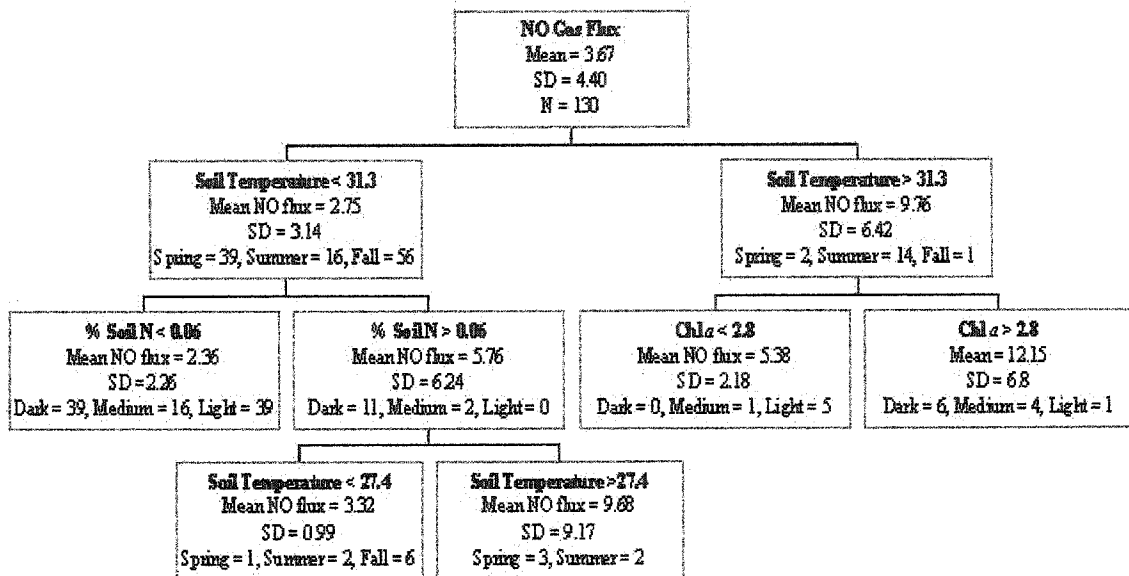 NO Gas Flux
Mean = 3.67
SD = 4.40
N = 130
Soil Temperature < 31.3
Mean NO flux = 2.75
SD = 3.14
Spring = 39, Summer = 16, Fall = 56
Soil Temperature > 31.3
Mean NO flux = 9.76
SD = 6.42
Spring = 2, Summer = 14, Fall = 1
% Soil N < 0.06
Mean NO flux = 2.36
SD = 2.26
Dark = 39, Medium = 16, Light = 39
% Soil N > 0.06
Mean NO flux = 5.76
SD = 6.24
Dark = 11, Medium = 2, Light = 0
Chl a < 2.8
Mean NO flux = 5.38
SD = 2.18
Dark = 0, Medium = 1, Light = 5
Chl a > 2.8
Mean = 12.15
SD = 6.8
Dark = 6, Medium = 4, Light = 1
Soil Temperature < 27.4
Mean NO flux = 3.32
SD = 0.99
Spring = 1, Summer = 2, Fall = 6
Soil Temperature >27.4
Mean NO flux = 9.68
SD = 9.17
Spring = 3, Summer = 2